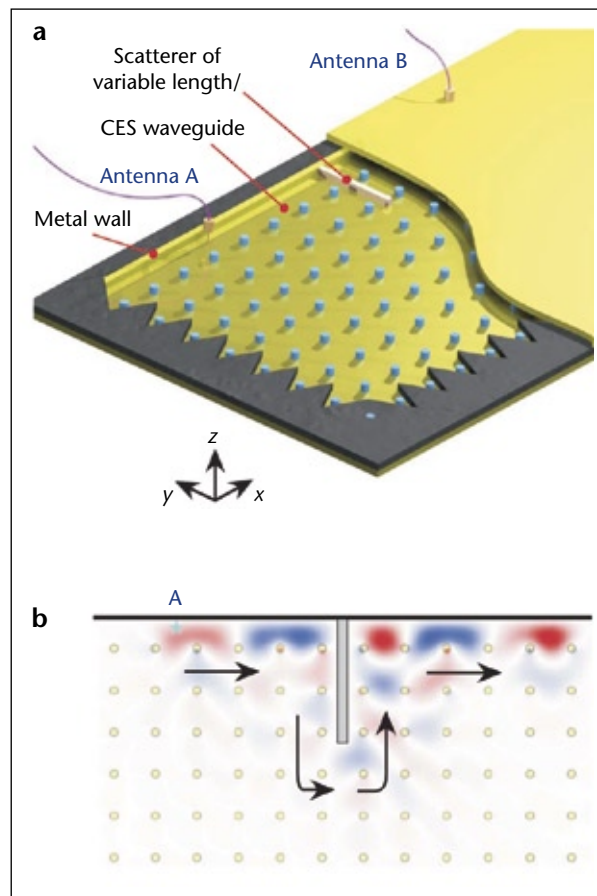 a
Scatterer of
variable length/
CES waveguide
Antenna B
Antenna A
Metal wall
z
y
x
b
A